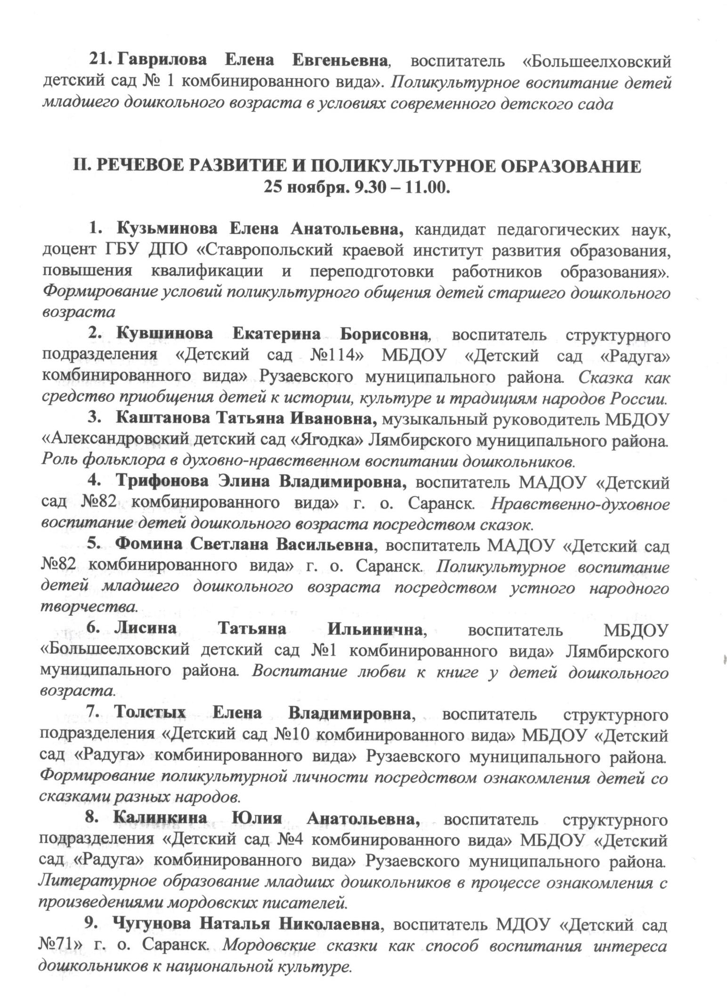 21. Гаврилова Елена Евгеньевна, воспитатель «Большеелховский
детский сад № 1 комбинированного вида». Поликультурное воспитание детей
младшего дошкольного возраста в условиях современного детского сада
II. РЕЧЕВОЕ РАЗВИТИЕ И ПОЛИКУЛЬТУРНОЕ ОБРАЗОВАНИЕ
25 ноября. 9.30 – 11.00.
1. Кузьминова Елена Анатольевна, кандидат педагогических наук,
доцент ГБУ ДПО «Ставропольский краевой институт развития образования,
повышения квалификации и переподготовки работников образования».
Формирование условий поликультурного общения детей старшего дошкольного
возраста
2. Кувшинова Екатерина Борисовна, воспитатель структурного
подразделения «Детский сад №114» МБДОУ «Детский сад «Радуга»
комбинированного вида» Рузаевского муниципального района. Сказка как
средство приобщения детей к истории, культуре и традициям народов России.
3. Каштанова Татьяна Ивановна, музыкальный руководитель МБДОУ
«Александровский детский сад «Ягодка» Лямбирского муниципального района.
Роль фольклора в духовно-нравственном воспитании дошкольников.
4. Трифонова Элина Владимировна, воспитатель МАДОУ «Детский
сад №82 комбинированного вида» г. о. Саранск. Нравственно-духовное
воспитание детей дошкольного возраста посредством сказок.
5. Фомина Светлана Васильевна, воспитатель МАДОУ «Детский сад
№82 комбинированного вида» г. о. Саранск. Поликультурное воспитание
детей младшего дошкольного возраста посредством устного народного
творчества.
6. Лисина Татьяна Ильинична, воспитатель МБДОУ
«Большеелховский детский сад №1 комбинированного вида» Лямбирского
муниципального района. Воспитание любви к книге у детей дошкольного
возраста.
7. Толстых Елена Владимировна, воспитатель структурного
подразделения «Детский сад №10 комбинированного вида» МБДОУ «Детский
сад «Радуга» комбинированного вида» Рузаевского муниципального района.
Формирование поликультурной личности посредством ознакомления детей со
сказками разных народов.
8. Калинкина Юлия Анатольевна, воспитатель структурного
подразделения «Детский сад №4 комбинированного вида» МБДОУ «Детский
сад «Радуга» комбинированного вида» Рузаевского муниципального района.
Литературное образование младших дошкольников в процессе ознакомления с
произведениями мордовских писателей.
9. Чугунова Наталья Николаевна, воспитатель МДОУ «Детский сад
№71» г. о. Саранск. Мордовские сказки как способ воспитания интереса
дошкольников к национальной культуре.